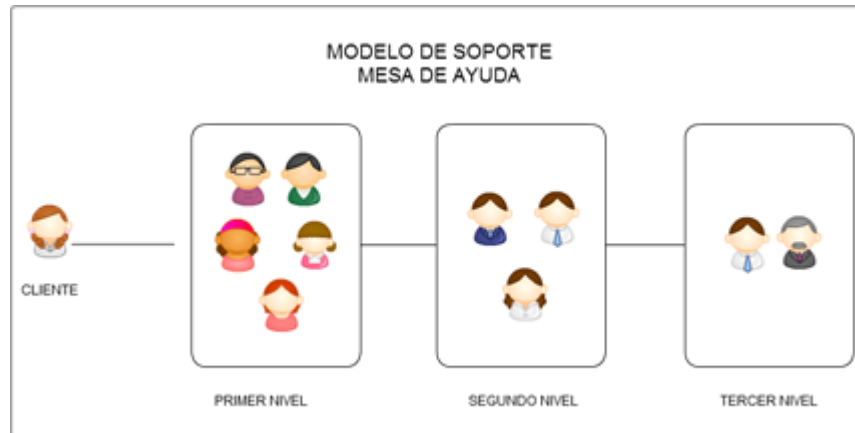 MODELO DE SOPORTE
MESA DE AYUDA
CLIENTE
PRIMER NIVEL
SEGUNDO NIVEL
TERCER NIVEL